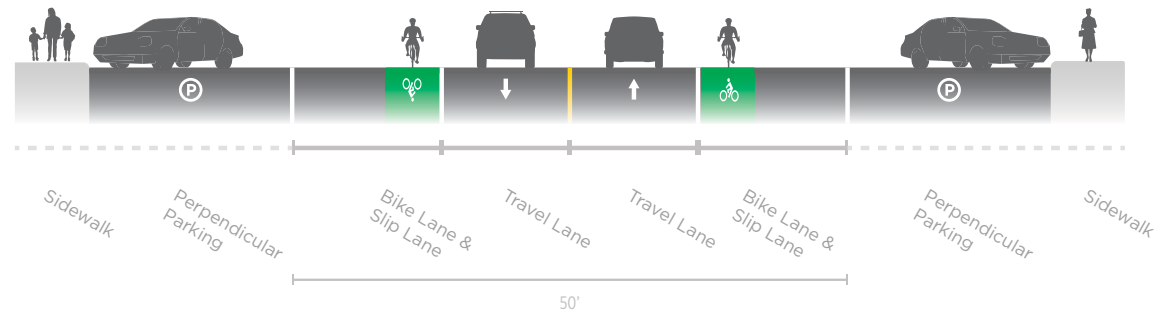 P
P
Sidewalk
Perpendicular
Parking
Bike Lane &
Slip Lane
Travel Lane
Travel Lane
Bike Lane &
Slip Lane
Perpendicular
Parking
Sidewalk
50'